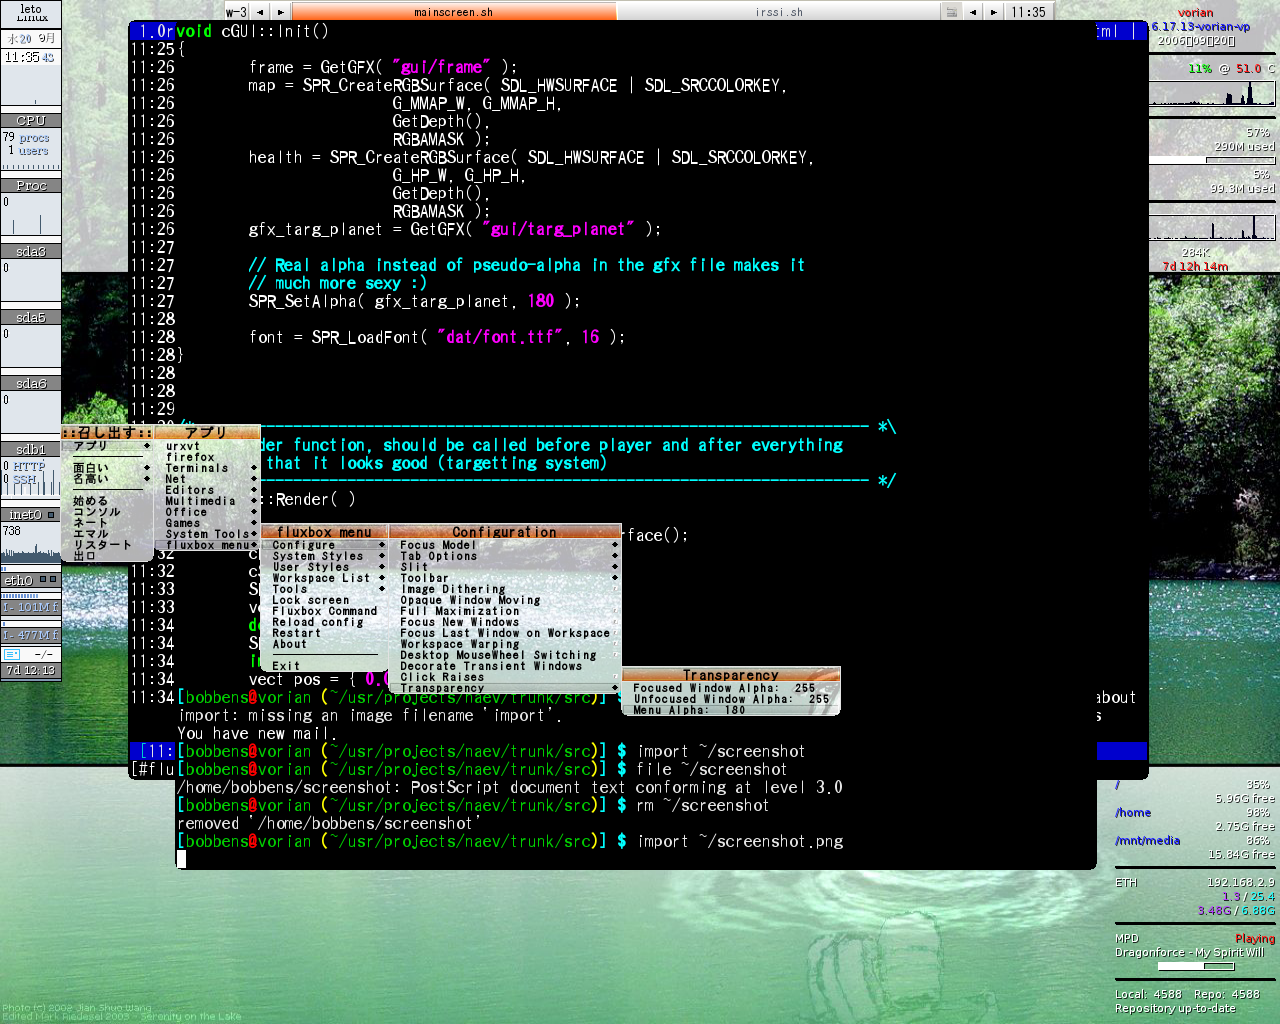 leto
Linux
水20 9月
11:35 43
CPU
79 procs
1 users
Proc
0
sda3
0
sda5
0
sda6
0
sdb1
0 HTTP
SSH
inet0
738
eth0
101M f
477M f
-/-
7d 12:13
w-3
mainscreen.sh
irssi.sh
11:35
1.0r
void cGUI::Init()
11:25 {
11:26 frame = GetGFX( "gui/frame" );
11:26 map = SPR_CreateRGBSurface( SDL_HWSURFACE | SDL_SRCCOLORKEY,
11:26 G_MMAP_W, G_MMAP_H,
11:26 GetDepth(),
11:26 RGBAMASK );
11:26 health = SPR_CreateRGBSurface( SDL_HWSURFACE | SDL_SRCCOLORKEY,
11:26 G_HP_W, G_HP_H,
11:26 GetDepth(),
11:26 RGBAMASK );
11:26 gfx_targ_planet = GetGFX( "gui/targ_planet" );
11:27
11:27 // Real alpha instead of pseudo-alpha in the gfx file makes it
11:27 // much more sexy :)
11:27 SPR_SetAlpha( gfx_targ_planet, 180 );
11:28
11:28 font = SPR_LoadFont( "dat/font.ttf", 16 );
11:28 }
11:28
11:28
11:29
*\
der function, should be called before player and after everything
that it looks good (targetting system)
*/
::Render( )
rface();
11:32
11:33
11:33
11:34
11:34
11:34
11:34 vect pos = { 0.
11:34 [bobbens@vorian (~/usr/projects/naev/trunk/src)] $
about
import: missing an image filename 'import'.
You have new mail.
[11:
[bobbens@vorian (~/usr/projects/naev/trunk/src)] $ import ~/screenshot
[#flu
[bobbens@vorian (~/usr/projects/naev/trunk/src)] $ file ~/screenshot
/home/bobbens/screenshot: PostScript document text conforming at level 3.0
[bobbens@vorian (~/usr/projects/naev/trunk/src)] $ rm ~/screenshot
removed '/home/bobbens/screenshot'
[bobbens@vorian (~/usr/projects/naev/trunk/src)] $ import ~/screenshot.png
::召し出す::
アプリ
面白い
名高い
始める
コンソル
ネート
エマル
リスタート
出口
アプリ
urxvt
firefox
Terminals
Net
Editors
Multimedia
Office
Games
System Tools
fluxbox menu
fluxbox menu
Configure
System Styles
User Styles
Workspace List
Tools
Lock screen
Fluxbox Command
Reload config
Restart
About
Exit
Configuration
Focus Model
Tab Options
Slit
Toolbar
Image Dithering
Opaque Window Moving
Full Maximization
Focus New Windows
Focus Last Window on Workspace
Workspace Warping
Desktop MouseWheel Switching
Decorate Transient Windows
Click Raises
Transparency
Transparency
Focused Window Alpha: 255
Unfocused Window Alpha: 255
Menu Alpha: 180
vorian
6.17.13-vorian-vp
2006 09 20
11% @ 51.0 C
57%
290M used
5%
99.3M used
284K
7d 12h 14m
/ 35%
5.96G free
/home 98%
2.75G free
/mnt/media 86%
15.84G free
ETH 192.168.2.9
1.3 / 25.4
3.48G / 6.88G
MPD Playing
Dragonforce - My Spirit Will
Local: 4588 Repo: 4588
Repository up-to-date
Photo (c) 2002 Jian Shuo Wang
Edited Mark Riedesel 2003 - Serenity on the Lake